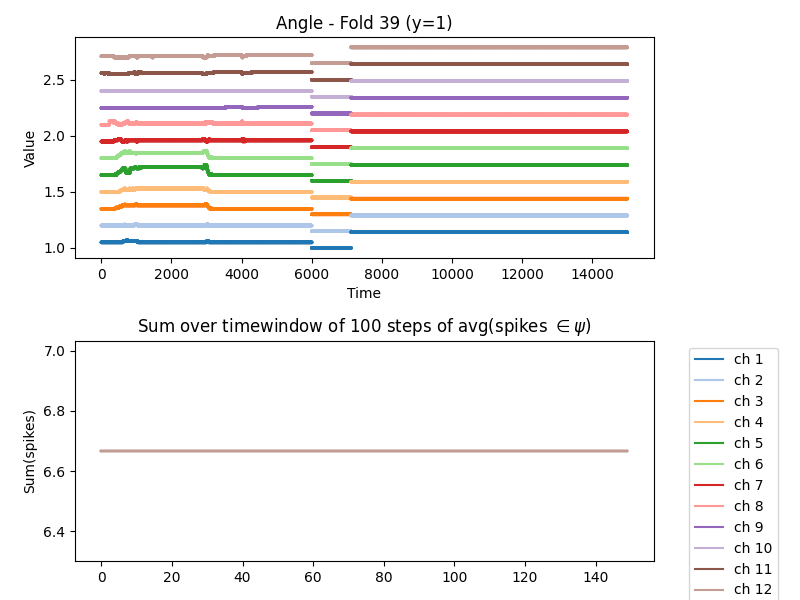 Angle - Fold 39 (y=1)
2.5
2.0
1.5
1.0
Value
0 2000 4000 6000 8000 10000 12000 14000
Time
Sum over timewindow of 100 steps of avg(spikes ∈ ψ)
7.0
6.8
6.6
6.4
Sum(spikes)
0 20 40 60 80 100 120 140
ch 1
ch 2
ch 3
ch 4
ch 5
ch 6
ch 7
ch 8
ch 9
ch 10
ch 11
ch 12